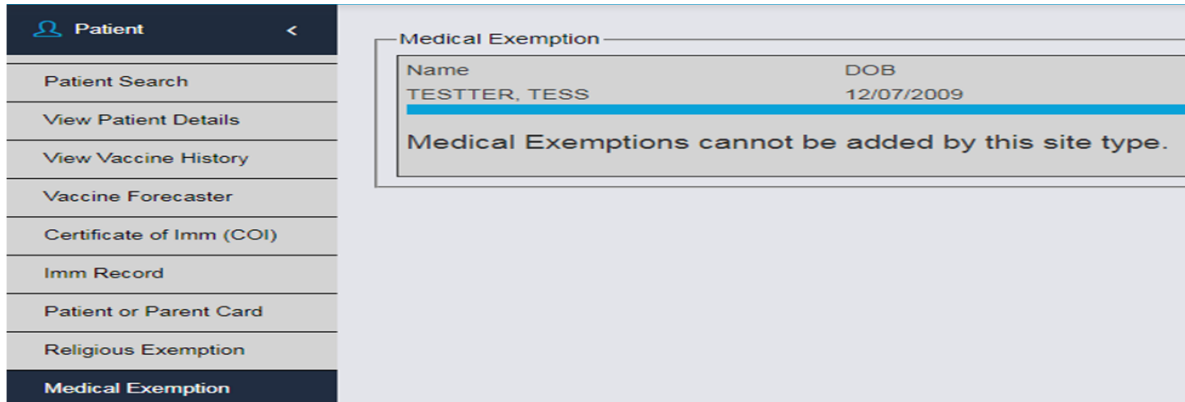 Patient <
Patient Search
View Patient Details
View Vaccine History
Vaccine Forecaster
Certificate of Imm (COI)
Imm Record
Patient or Parent Card
Religious Exemption
Medical Exemption
Medical Exemption
Name DOB
TESTTER, TESS 12/07/2009
Medical Exemptions cannot be added by this site type.